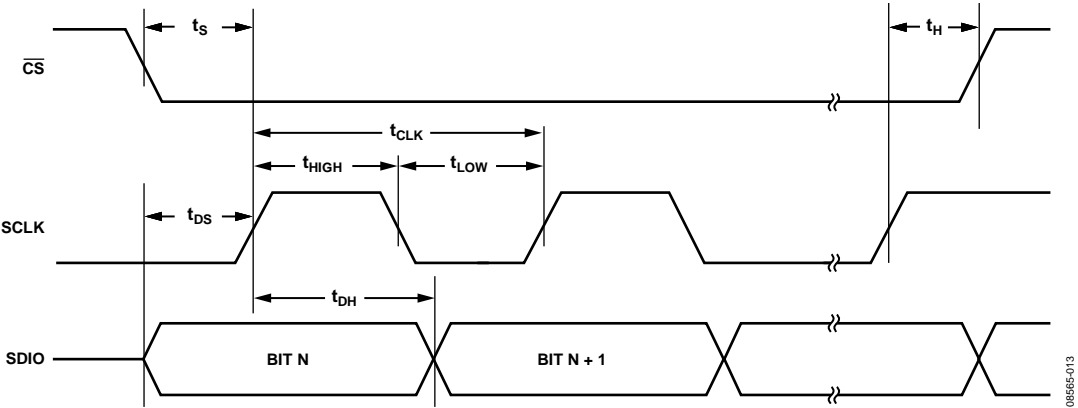 tS
tH
CS
tCLK
tHIGH
tLOW
tDS
SCLK
tDH
SDIO
BIT N
BIT N + 1
08565-013